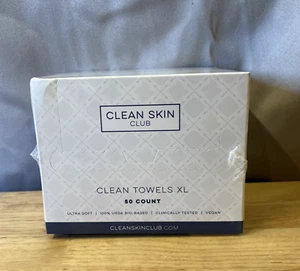 CLEAN SKIN
CLUB
CLEAN TOWELS XL
50 COUNT
ULTRA SOFT | 100% USDA BIO-BASED | CLINICALLY TESTED | VEGAN
CLEANSKINCLUB.COM